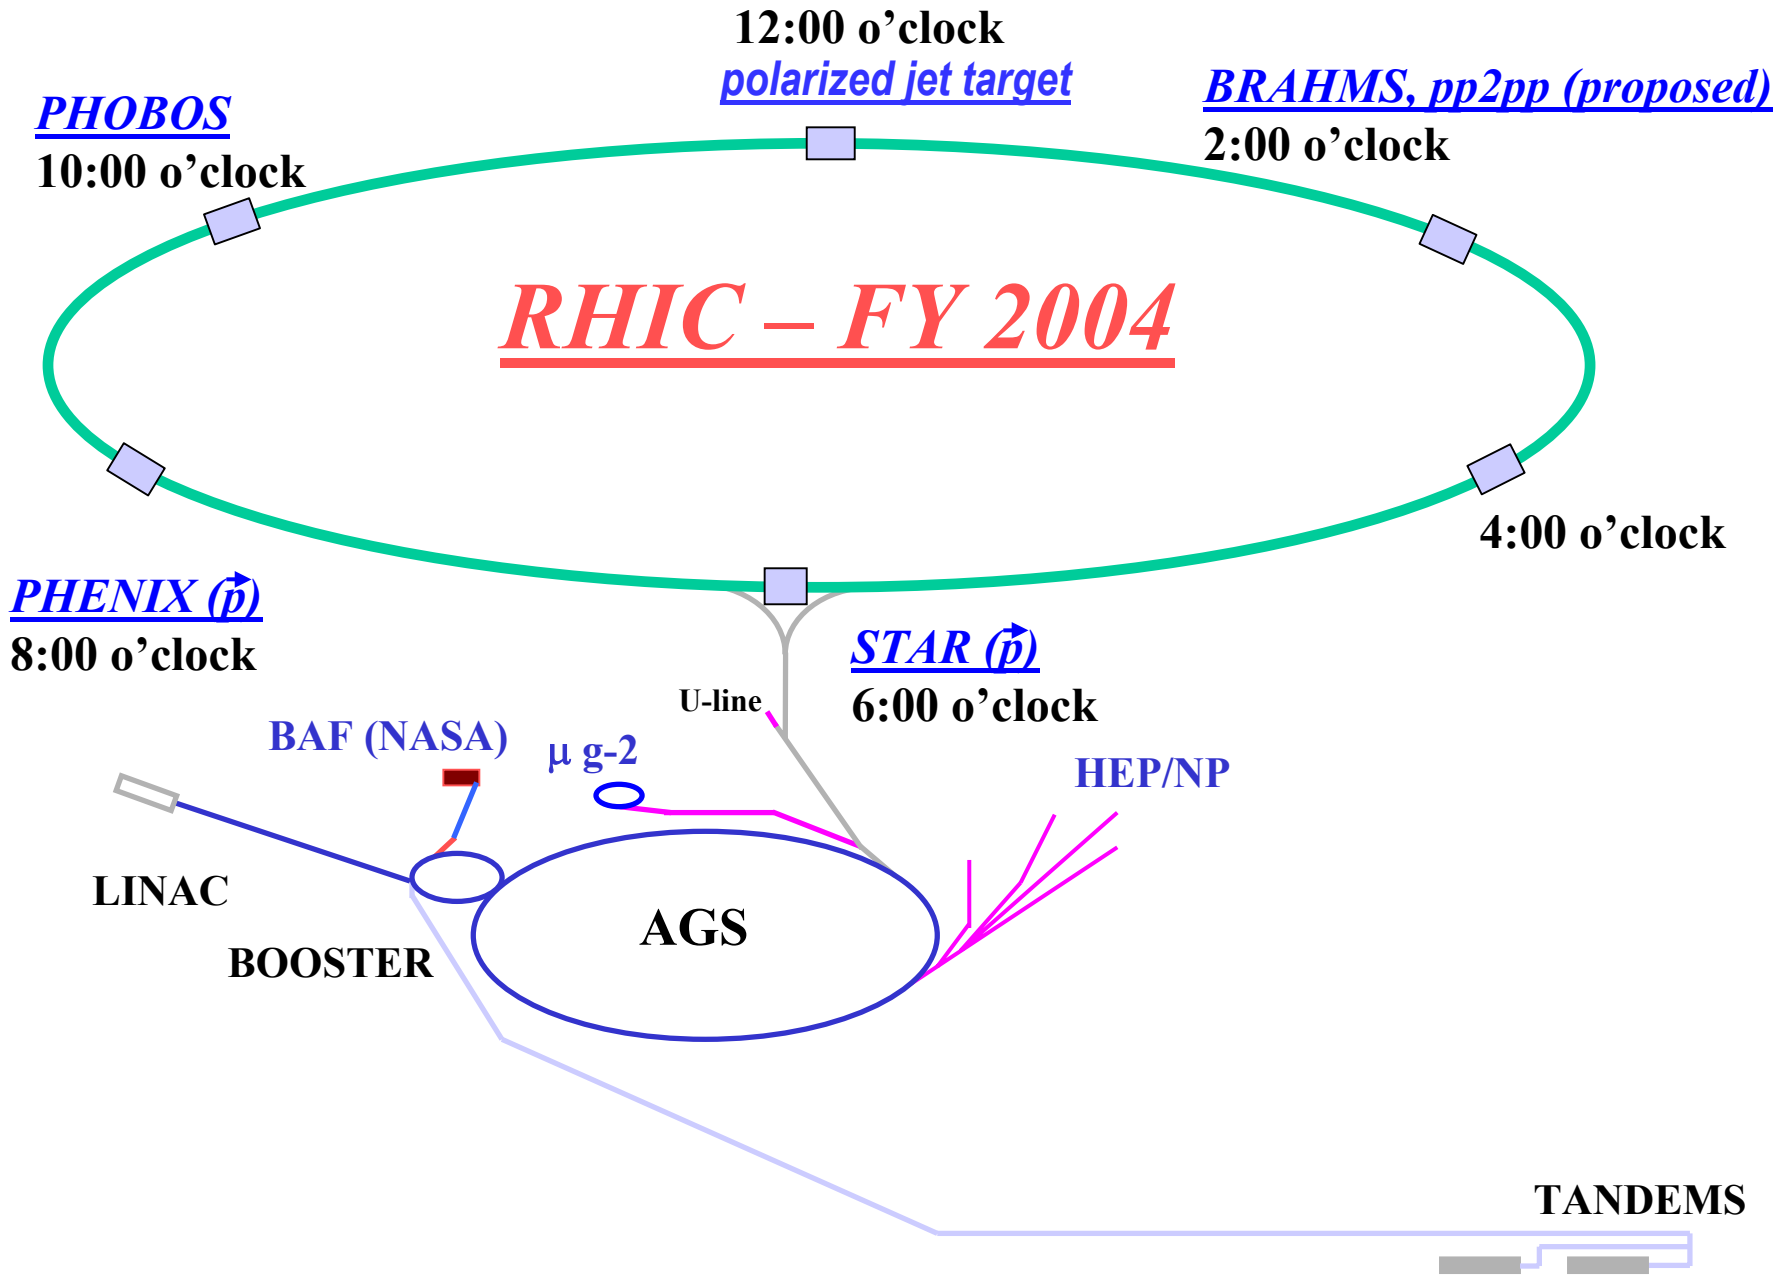 12:00 o’clock
polarized jet target
BRAHMS, pp2pp (proposed)
2:00 o’clock
PHOBOS
10:00 o’clock
RHIC – FY 2004
4:00 o’clock
PHENIX (p⃗)
8:00 o’clock
STAR (p⃗)
6:00 o’clock
U-line
BAF (NASA)
μ g-2
HEP/NP
LINAC
AGS
BOOSTER
TANDEMS